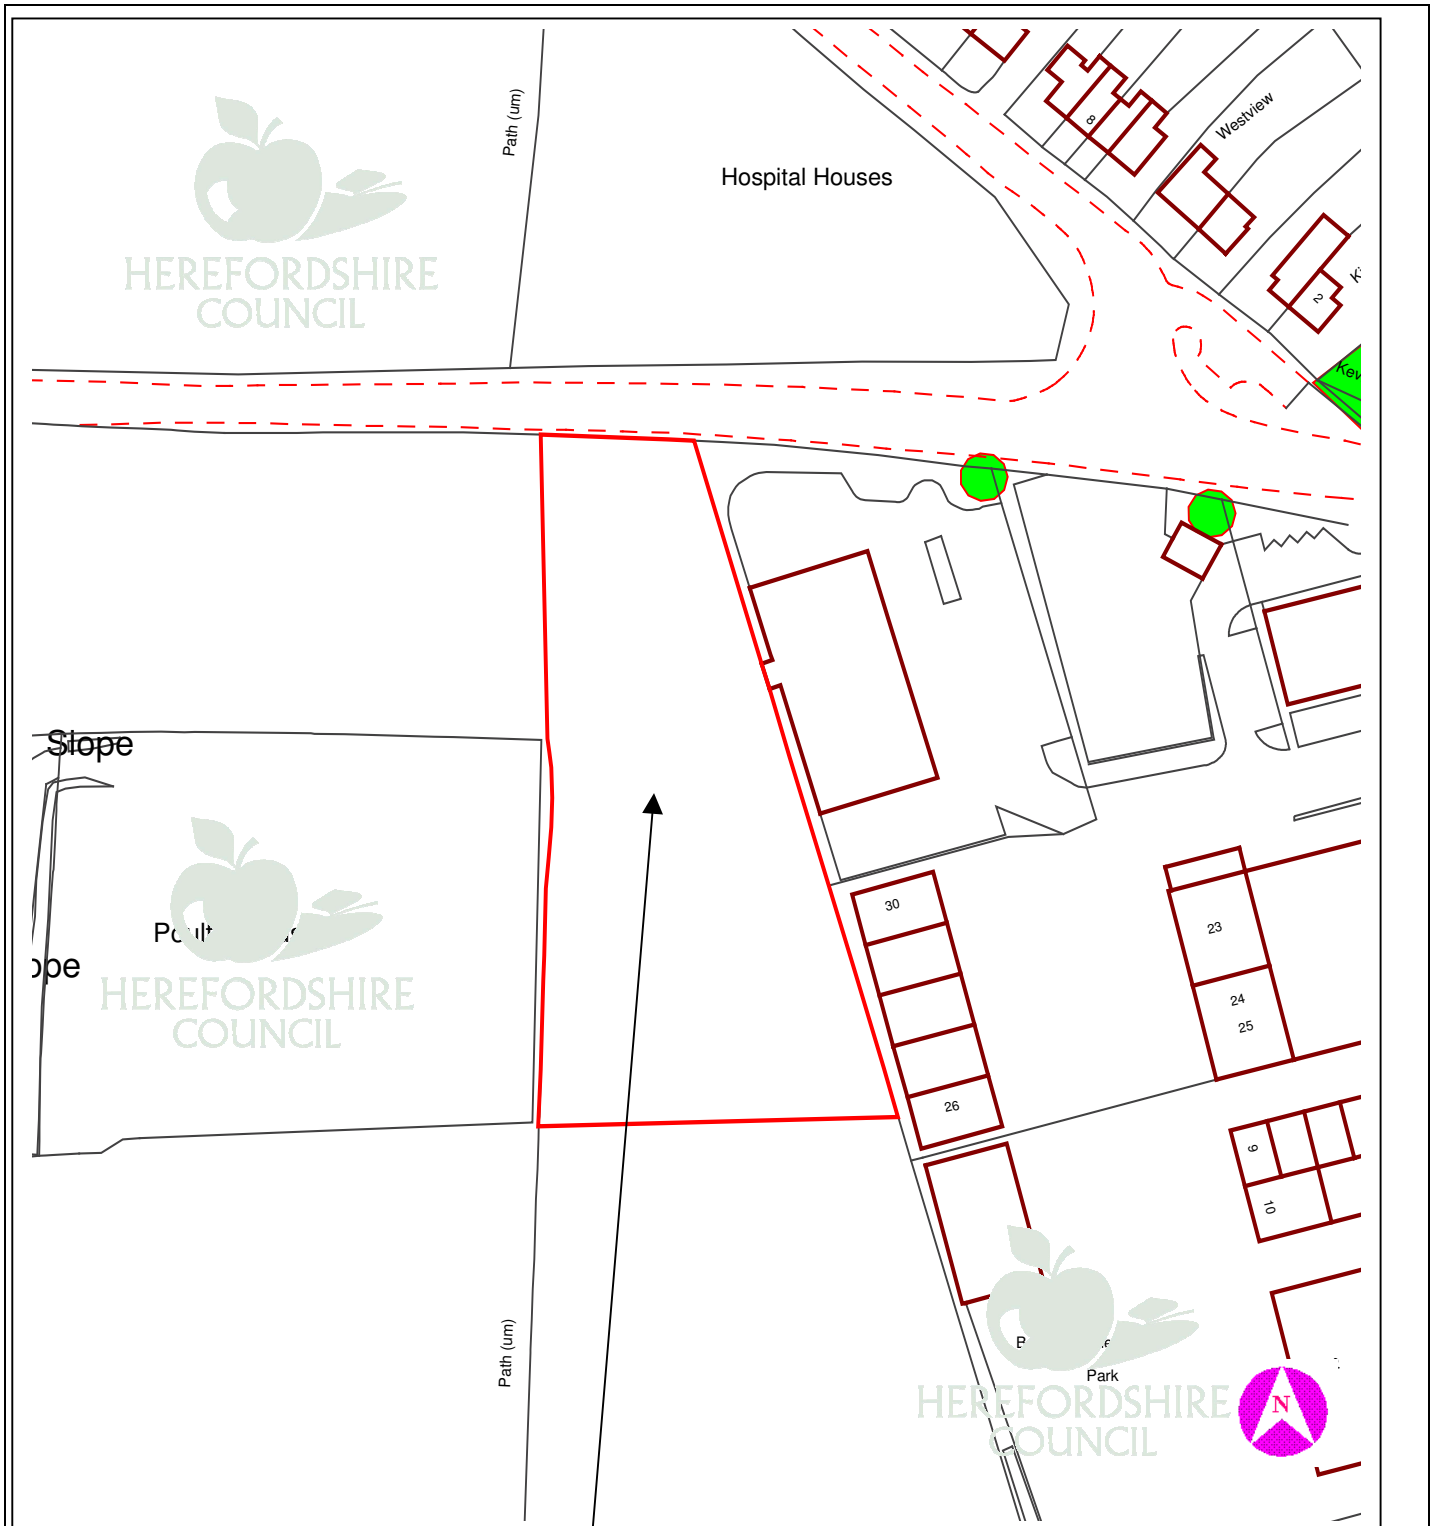 Path (um)
Hospital Houses
Westview
8
2
HEREFORDSHIRE
COUNCIL
Slope
30
23
24
25
26
HEREFORDSHIRE
COUNCIL
9
10
Path (um)
Park
HEREFORDSHIRE
COUNCIL
N